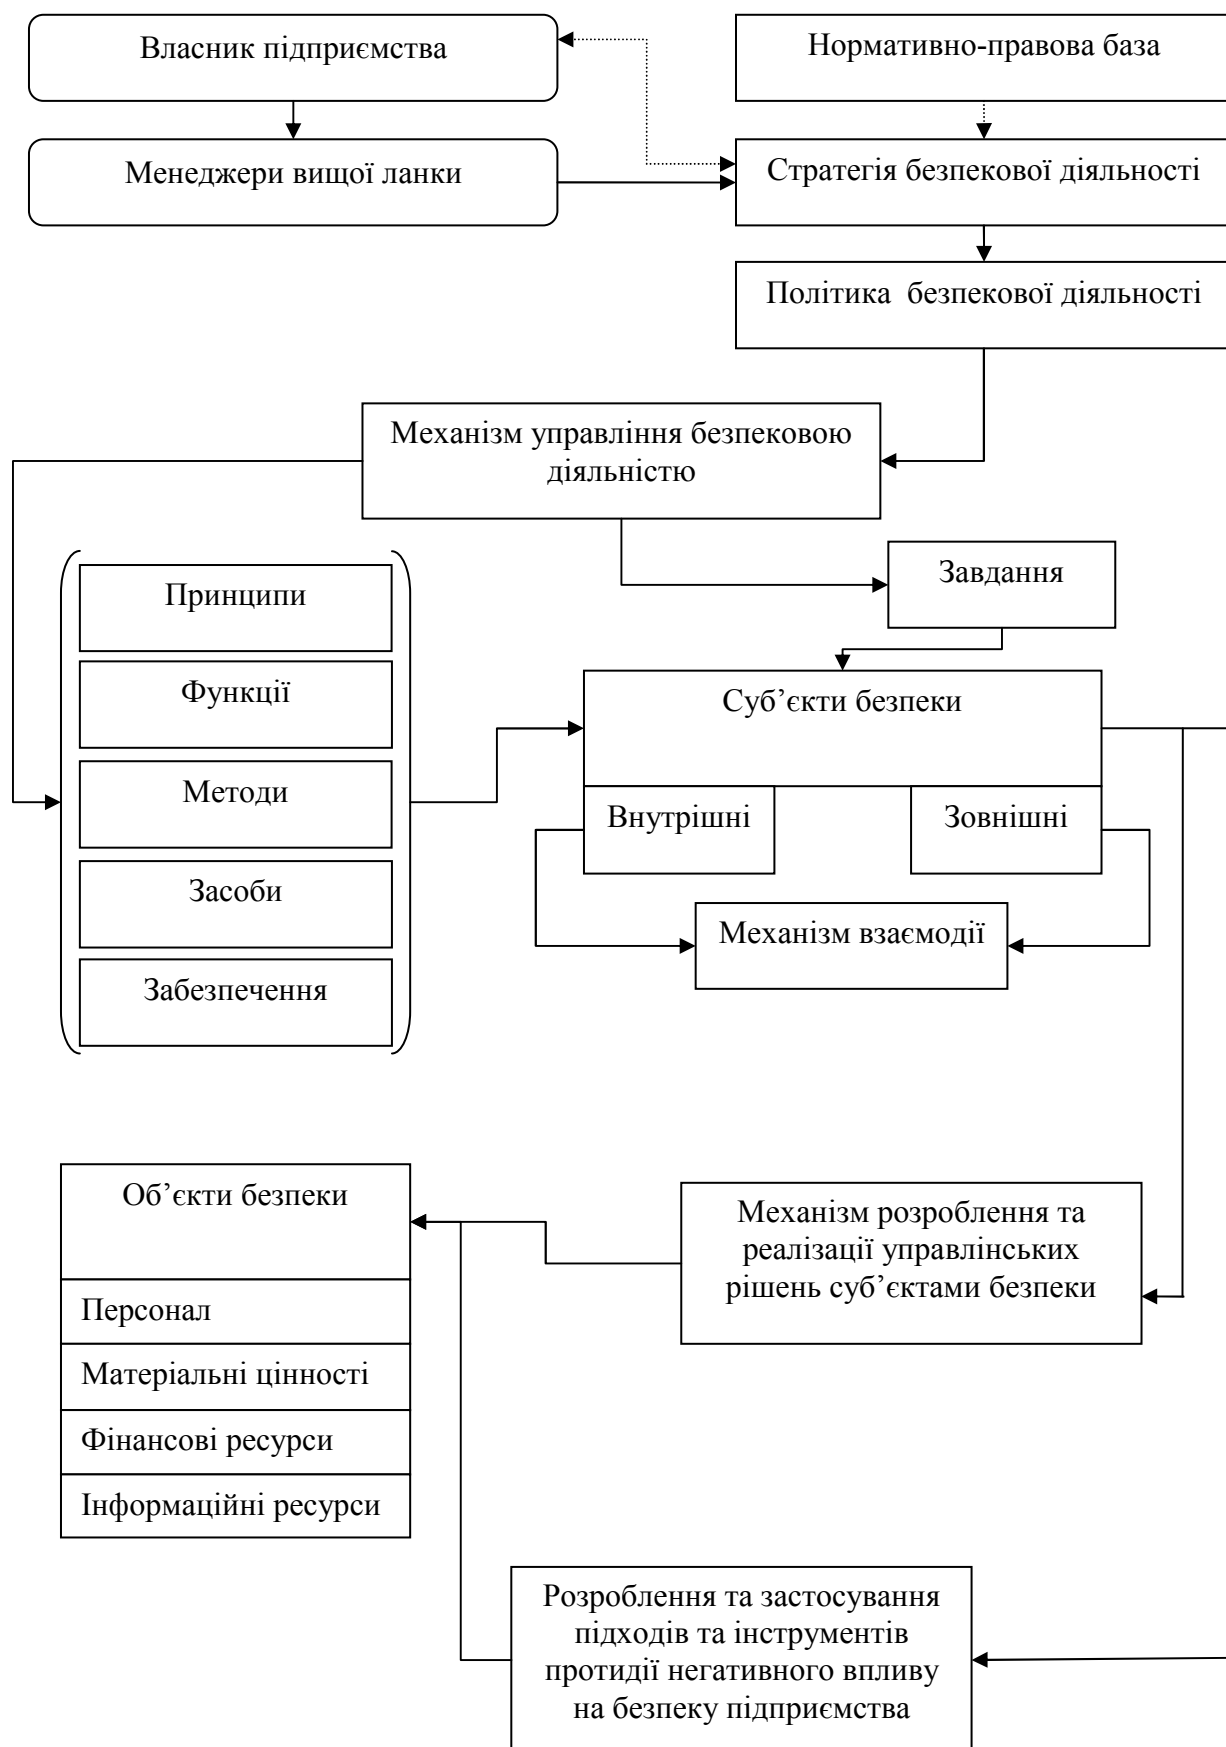 Власник підприємства
Нормативно-правова база
Менеджери вищої ланки
Стратегія безпекової діяльності
Політика безпекової діяльності
Механізм управління безпековою
діяльністю
Завдання
Принципи
Функції
Методи
Засоби
Забезпечення
Суб’єкти безпеки
Внутрішні
Зовнішні
Механізм взаємодії
Об’єкти безпеки
Персонал
Матеріальні цінності
Фінансові ресурси
Інформаційні ресурси
Механізм розроблення та
реалізації управлінських
рішень суб’єктами безпеки
Розроблення та застосування
підходів та інструментів
протидії негативного впливу
на безпеку підприємства